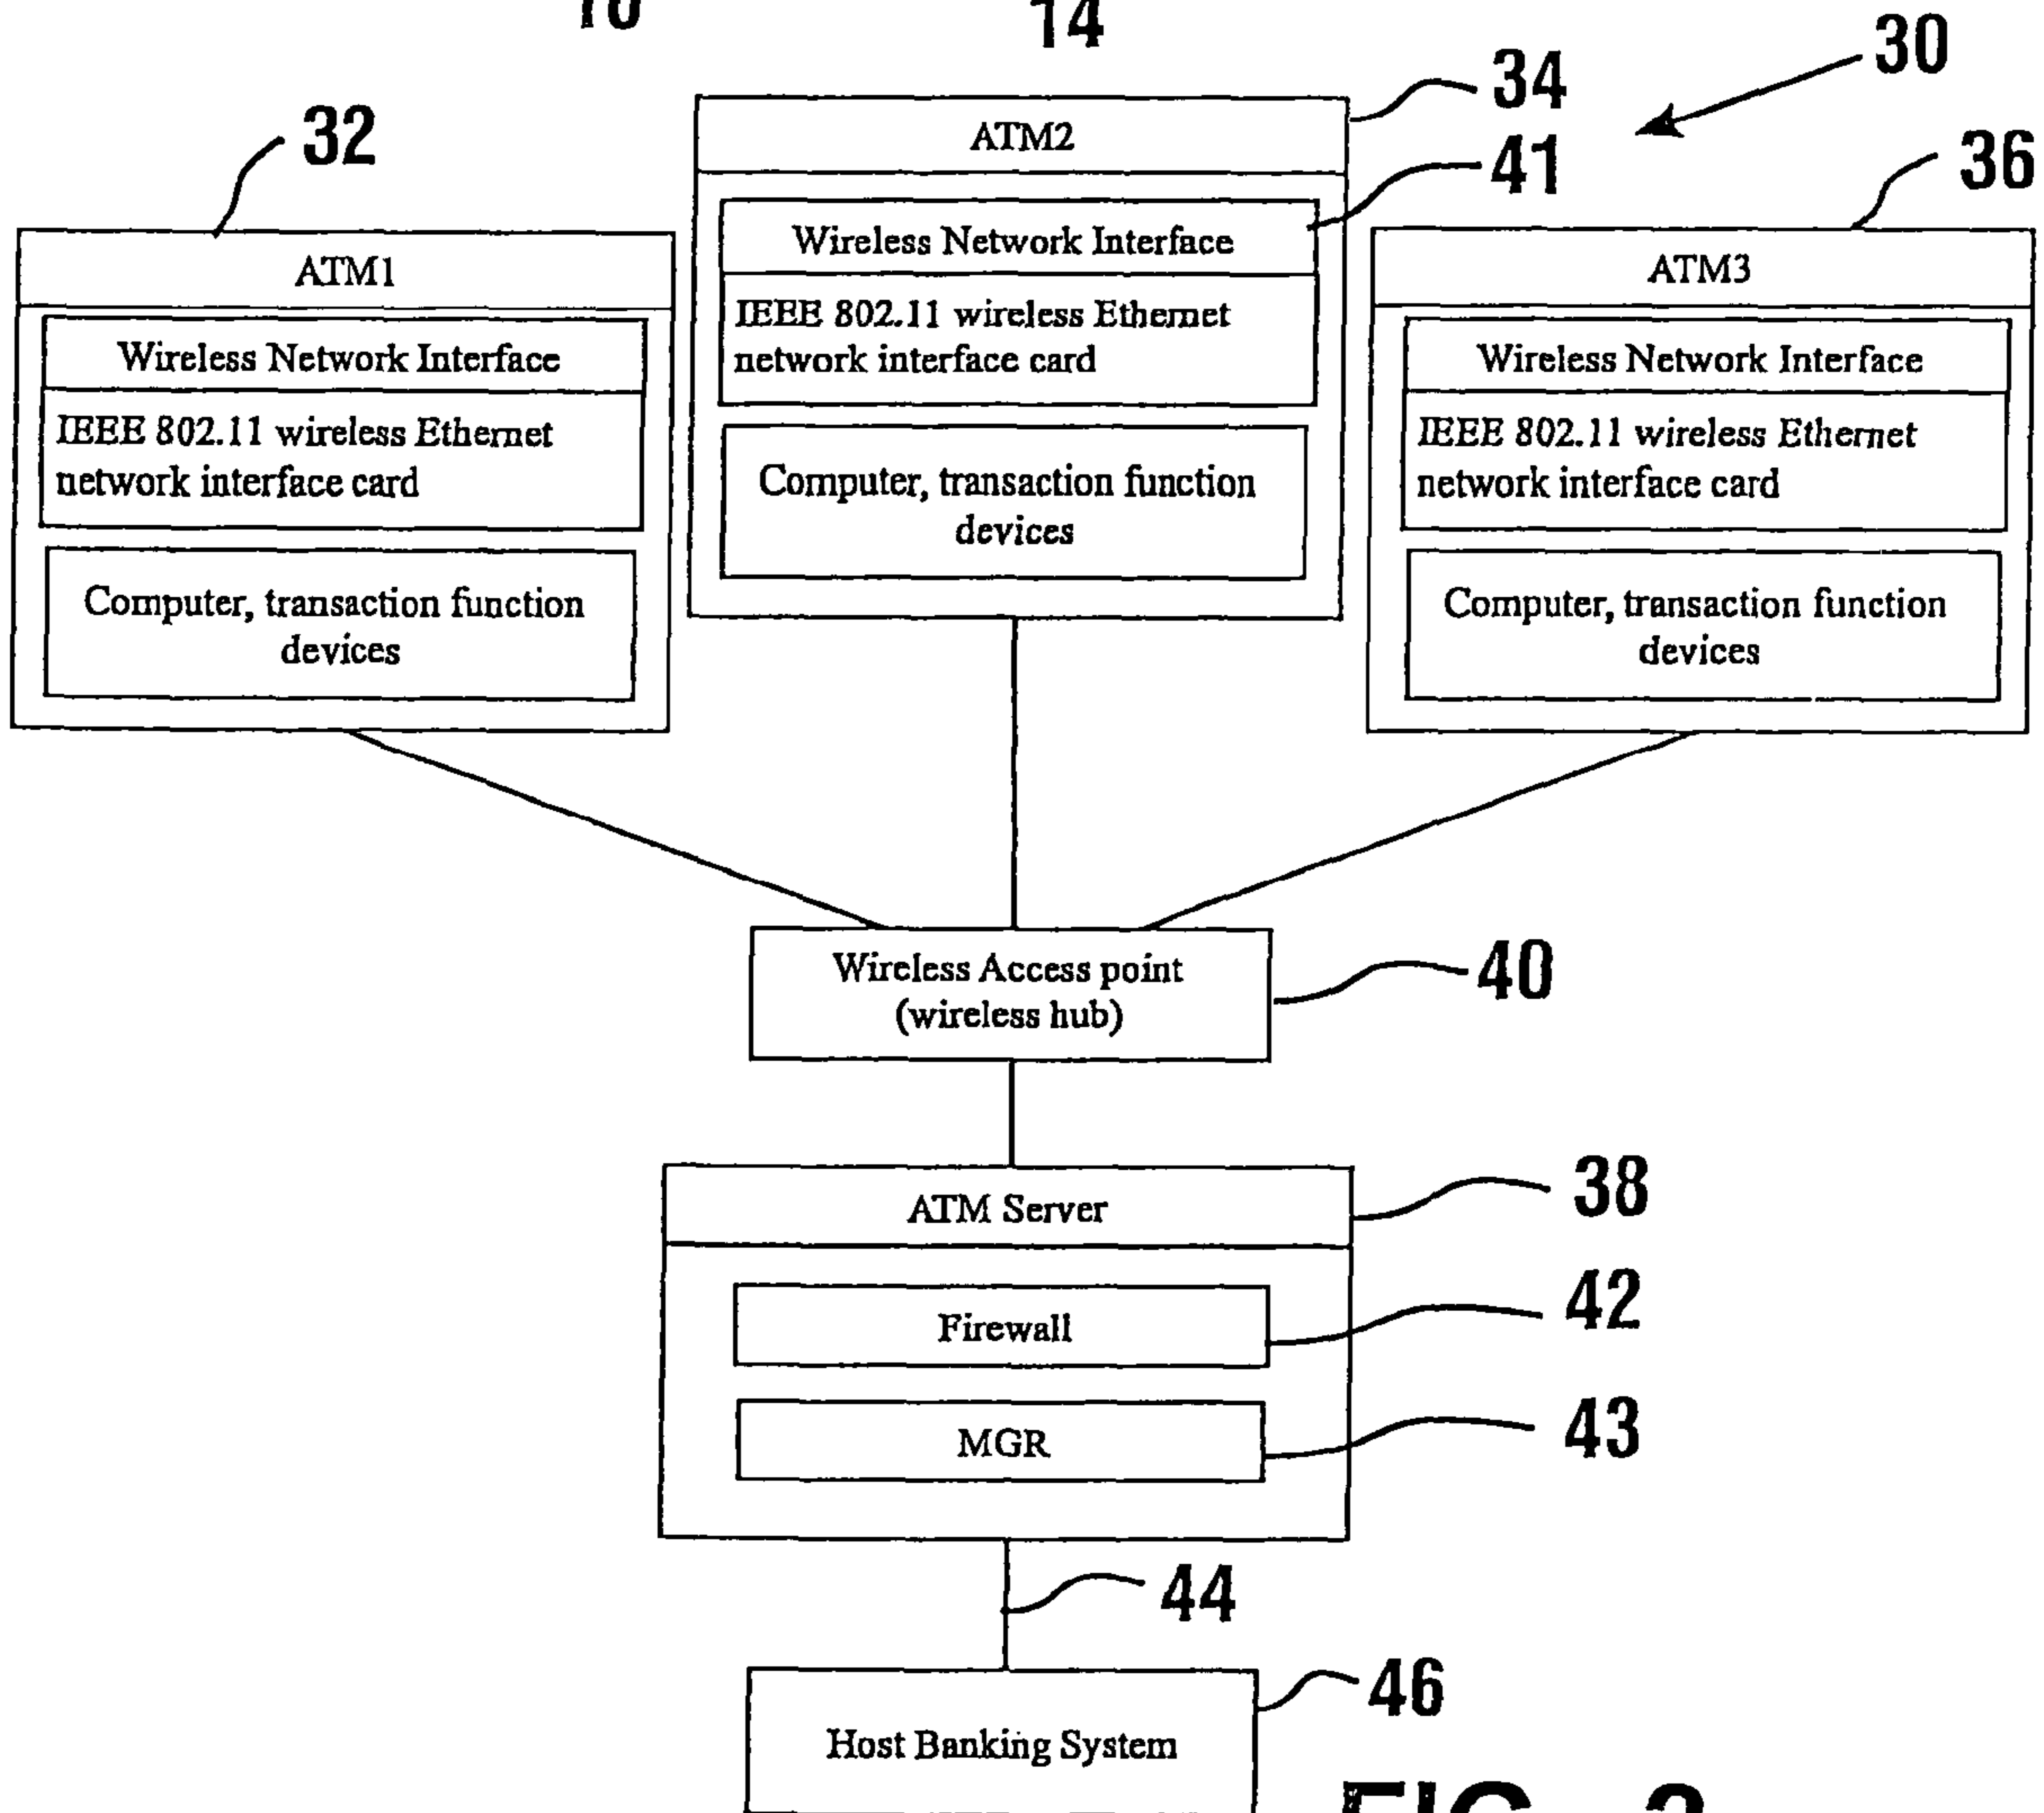 14
30
34
ATM2
32
41
36
Wireless Network Interface
ATM1
ATM3
IEEE 802.11 wireless Ethernet
network interface card
Wireless Network Interface
Wireless Network Interface
IEEE 802.11 wireless Ethernet
network interface card
IEEE 802.11 wireless Ethernet
network interface card
Computer, transaction function
devices
Computer, transaction function
devices
Computer, transaction function
devices
Wireless Access point
(wireless hub)
40
ATM Server
38
Firewall
42
MGR
43
44
Host Banking System
46